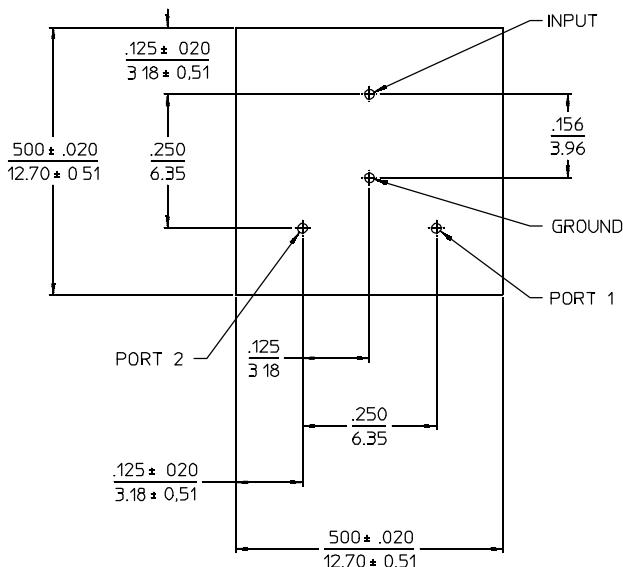 INPUT
.125± 020
3 18 ± 0,51
.156
3.96
.250
6.35
500 ± .020
12.70 ± 0 51
GROUND
PORT 1
PORT 2
.125
3 18
.250
6.35
.125 ± 020
3.18 ± 0,51
500 ± .020
12.70 ± 0.51